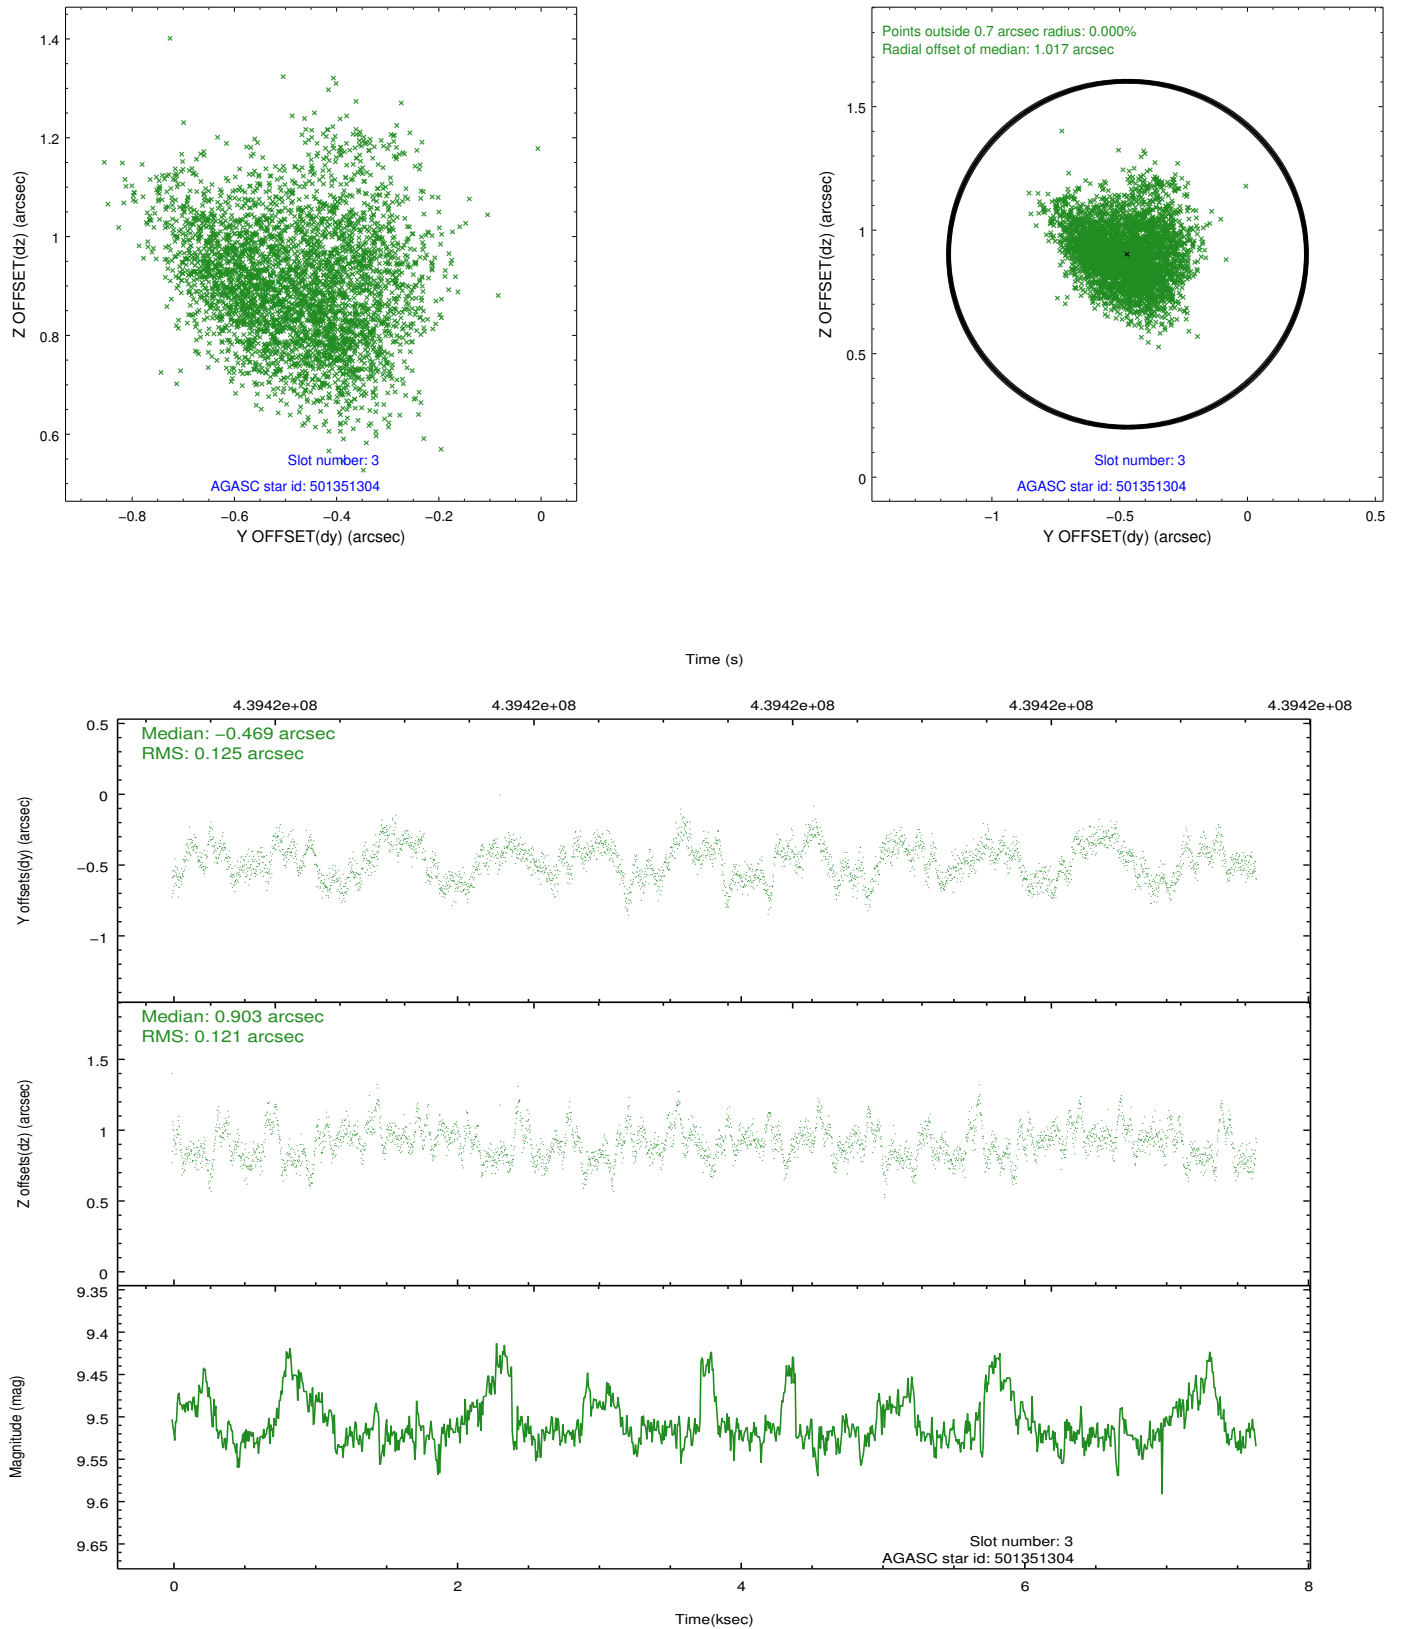 1.4
1.2
1
0.8
0.6
Z OFFSET(dz) (arcsec)
Slot number: 3
AGASC star id: 501351304
−0.8 −0.6 −0.4 −0.2 0
Y OFFSET(dy) (arcsec)
Points outside 0.7 arcsec radius: 0.000%
Radial offset of median: 1.017 arcsec
1.5
1
0.5
0
Z OFFSET(dz) (arcsec)
Slot number: 3
AGASC star id: 501351304
−1 −0.5 0 0.5
Y OFFSET(dy) (arcsec)
Time (s)
4.3942e+08 4.3942e+08 4.3942e+08 4.3942e+08 4.3942e+08
Median: −0.469 arcsec
RMS: 0.125 arcsec
0.5
0
−0.5
−1
Y offsets(dy) (arcsec)
Median: 0.903 arcsec
RMS: 0.121 arcsec
1.5
1
0.5
0
Z offsets(dz) (arcsec)
9.35
9.4
9.45
9.5
9.55
9.6
9.65
Magnitude (mag)
Slot number: 3
AGASC star id: 501351304
0 2 4 6 8
Time(ksec)